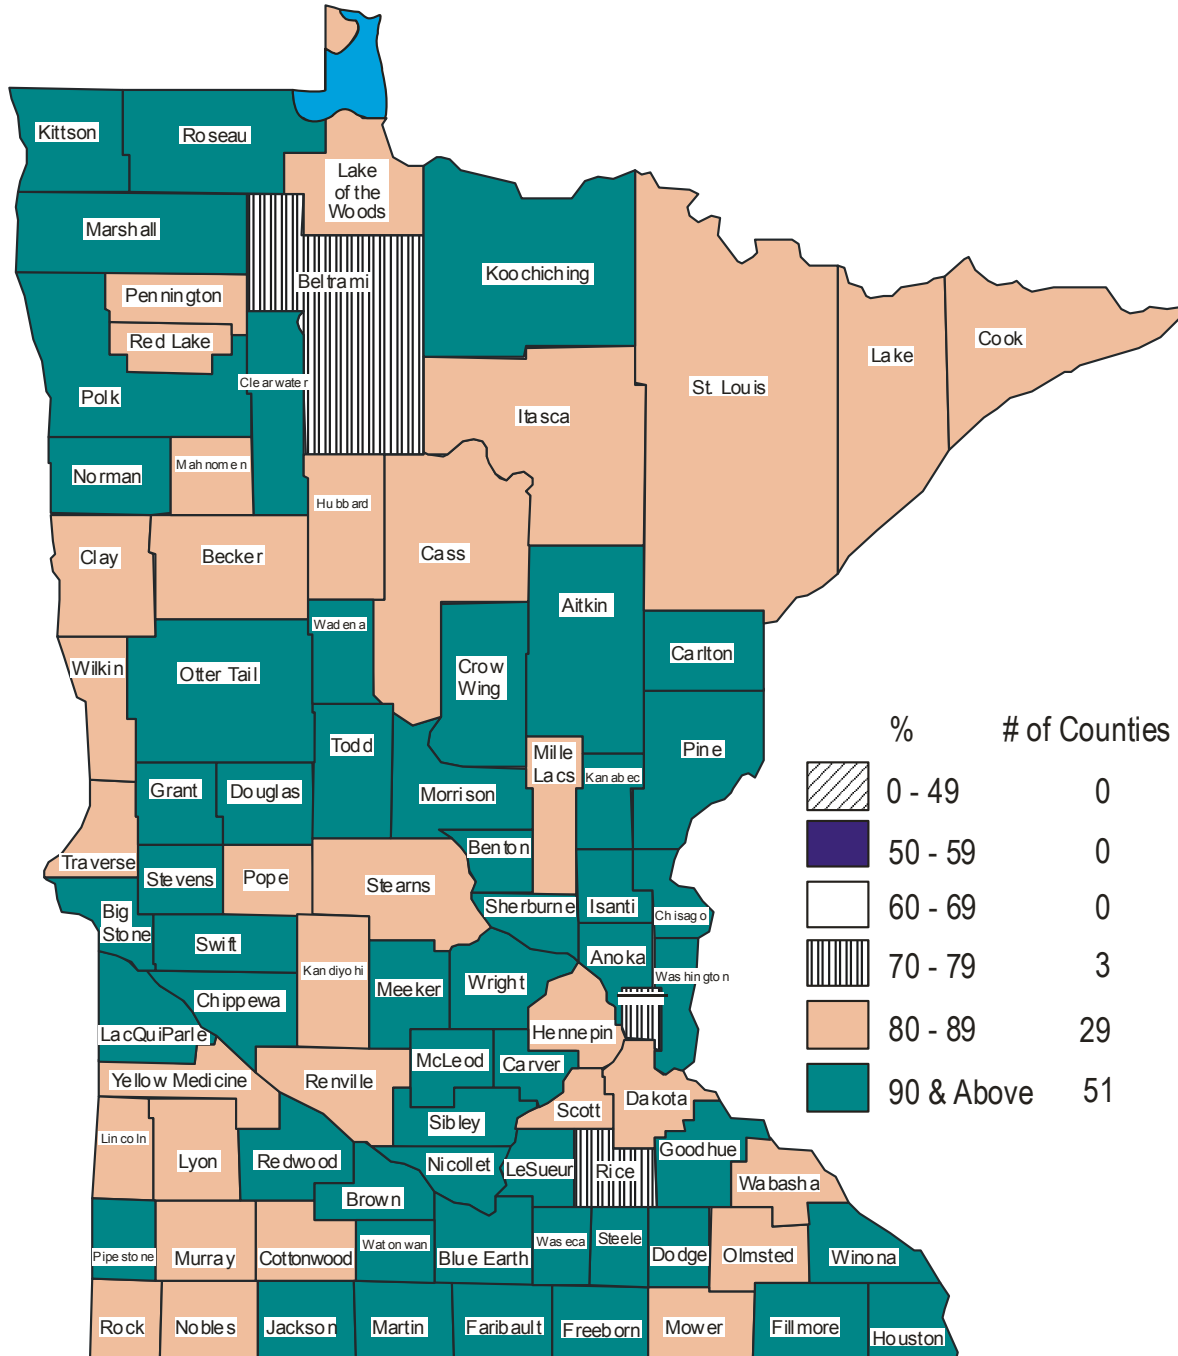 Kittson
Roseau
Lake
of the
Woods
Marshall
Koochiching
Beltrami
Pennington
Red Lake
Clearwater
Polk
Cook
Lake
St. Louis
Itasca
Norman
Mahnomen
Hubbard
Clay
Becker
Cass
Aitkin
Wadena
Carlton
Wilkin
Otter Tail
Crow
Wing
Todd
Mille
Lacs
Kanabec
Pine
Grant
Douglas
Morrison
Traverse
Benton
Stevens
Pope
Stearns
Big
Stone
Sherburne
Isanti
Chisago
Swift
Kandiyohi
Anoka
Washington
Chippewa
Meeker
Wright
LacQuiParle
Hennepin
McLeod
Carver
Yellow Medicine
Renville
Dakota
Scott
Lincoln
Sibley
Lyon
Redwood
Nicollet
LeSueur
Rice
Goodhue
Wabasha
Brown
Pipestone
Murray
Cottonwood
Watonwan
Blue Earth
Waseca
Steele
Dodge
Olmsted
Winona
Rock
Nobles
Jackson
Martin
Faribault
Freeborn
Mower
Fillmore
Houston
% # of Counties
0 - 49 0
50 - 59 0
60 - 69 0
70 - 79 3
80 - 89 29
90 & Above 51